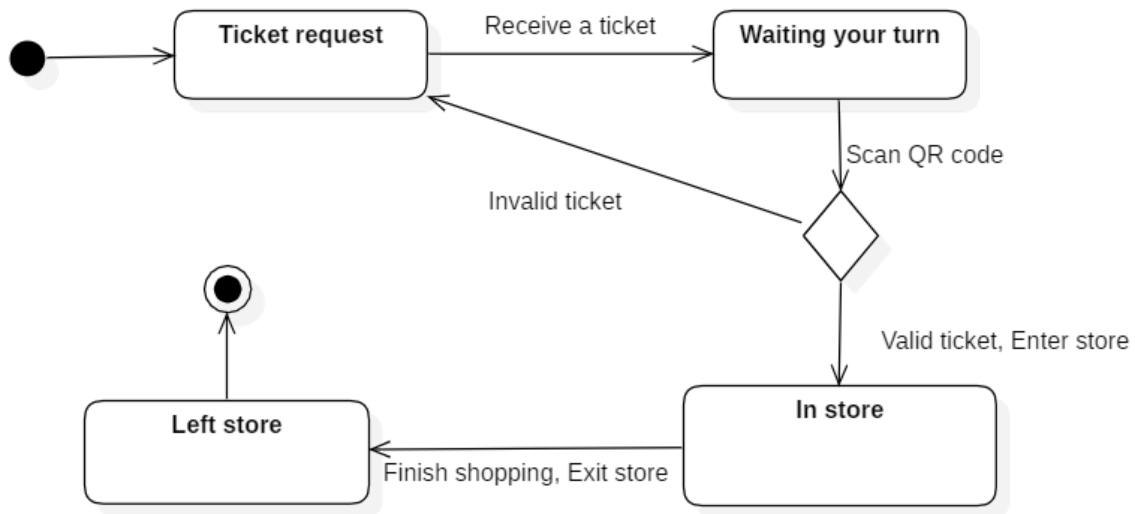 Ticket request
Receive a ticket
Waiting your turn
Scan QR code
Invalid ticket
Valid ticket, Enter store
In store
Left store
Finish shopping, Exit store